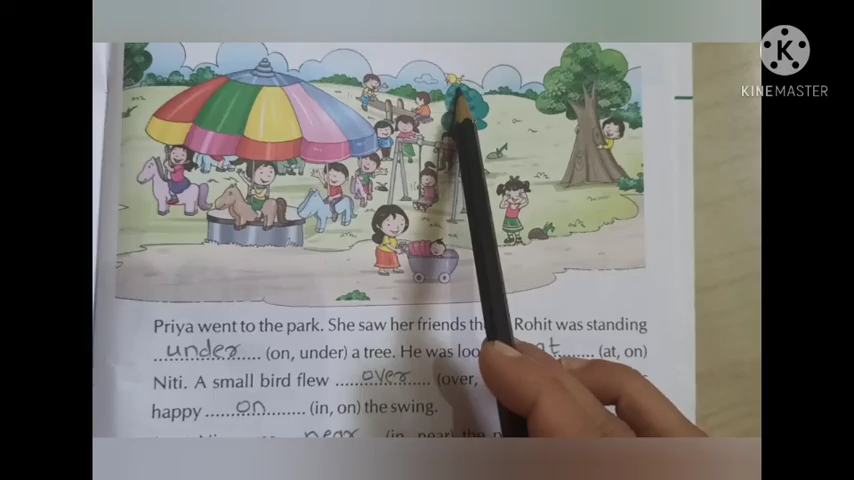 K
KINEMASTER
Priya went to the park. She saw her friends Rohit was standing
under (on, under) a tree. He was at (at, on)
Niti. A small bird flew over (over,
happy on (in, on) the swing.
near (in, near) the